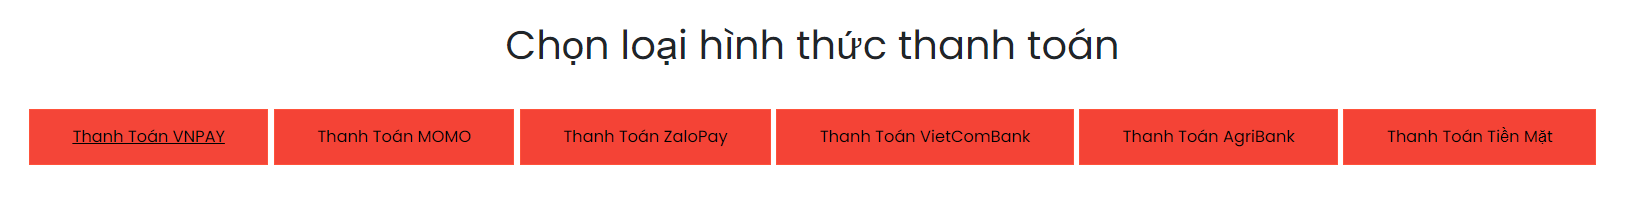 Chọn loại hình thức thanh toán
Thanh Toán VNPAY
Thanh Toán MOMO
Thanh Toán ZaloPay
Thanh Toán VietComBank
Thanh Toán AgriBank
Thanh Toán Tiền Mặt